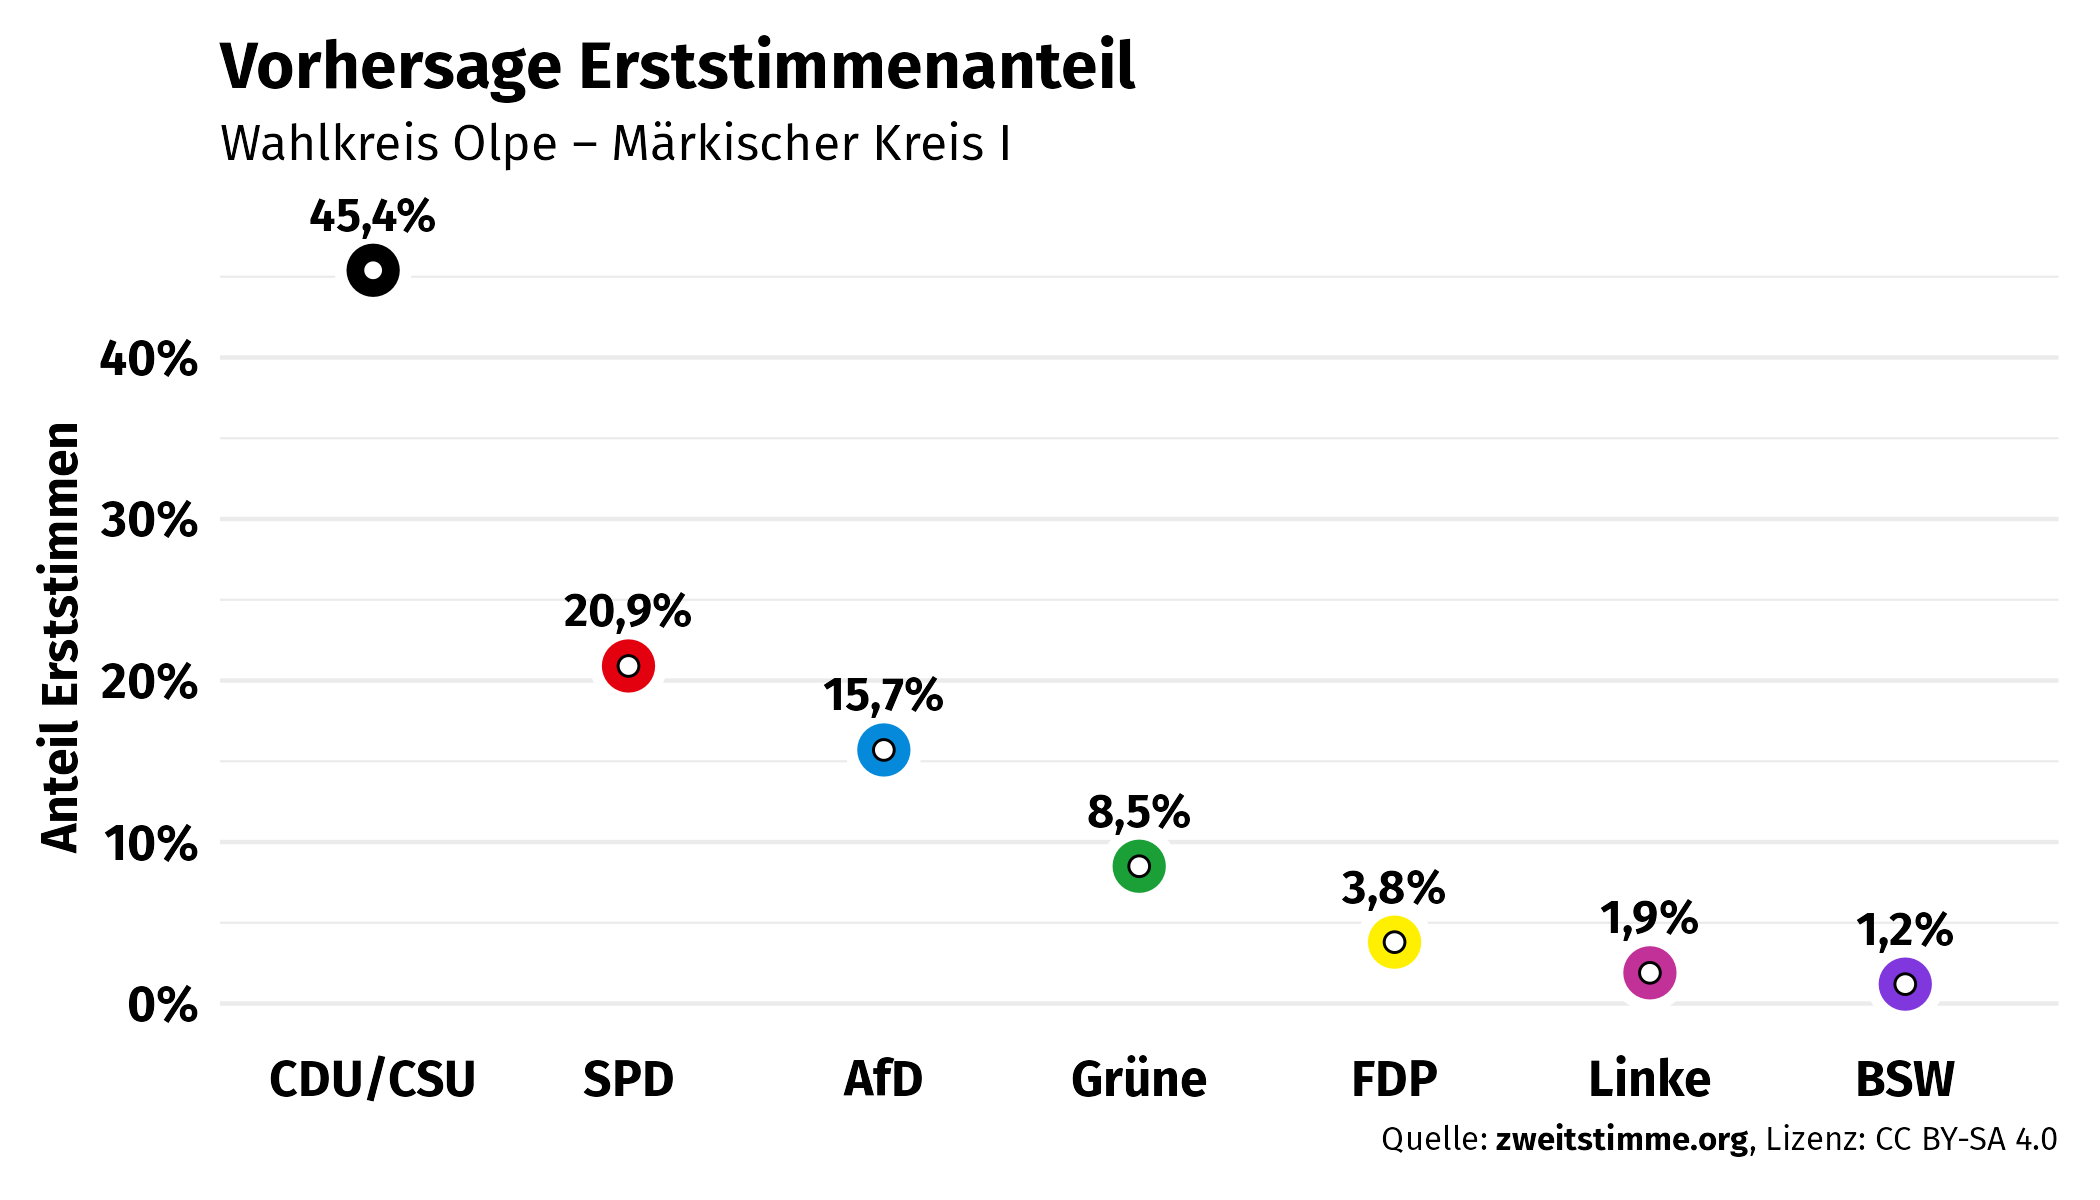 Vorhersage Erststimmenanteil
Wahlkreis Olpe – Märkischer Kreis I
Anteil Erststimmen
40%
30%
20%
10%
0%
45,4%
20,9%
15,7%
8,5%
3,8%
1,9%
1,2%
CDU/CSU SPD AfD Grüne FDP Linke BSW
Quelle: zweitstimme.org, Lizenz: CC BY-SA 4.0